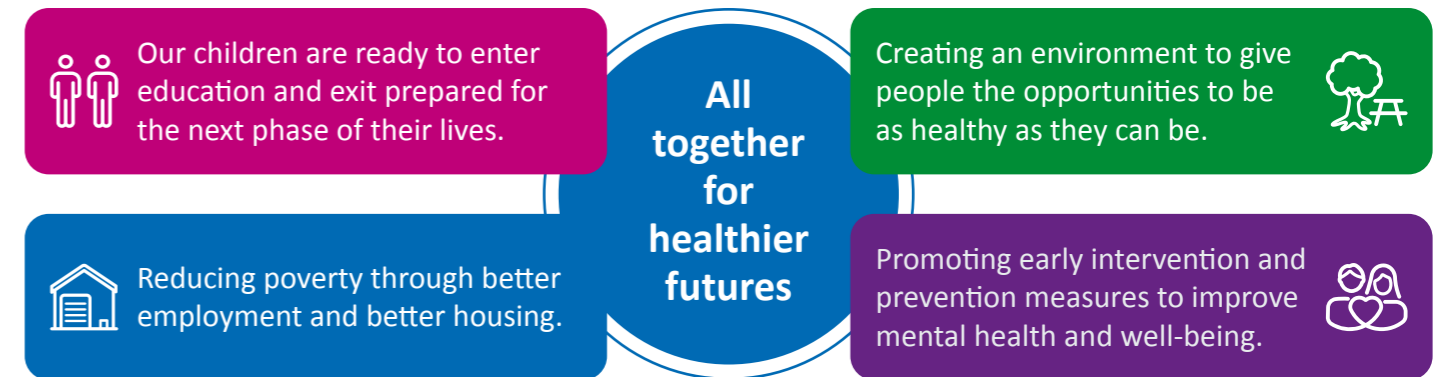 Our children are ready to enter
education and exit prepared for
the next phase of their lives.
Reducing poverty through better
employment and better housing.
All
together
for
healthier
futures
Creating an environment to give
people the opportunities to be
as healthy as they can be.
Promoting early intervention and
prevention measures to improve
mental health and well-being.